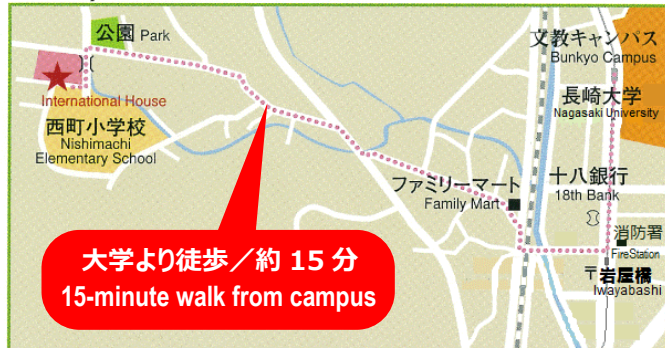 公園 Park
文教キャンパス
Bunkyo Campus
International House
長崎大学
Nagasaki University
西町小学校
Nishimachi
Elementary School
ファミリーマート
Family Mart
十八銀行
18th Bank
消防署
FireStation
〒岩屋橋
Iwayabashi
大学より徒歩／約 15 分
15-minute walk from campus